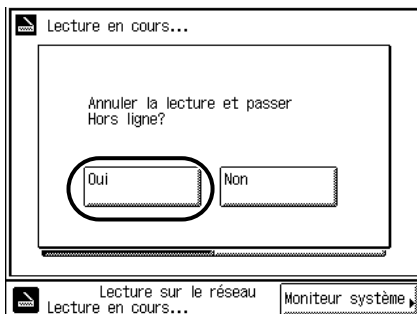 Lecture en cours...
Annuler la lecture et passer
Hors ligne?
Oui
Non
Lecture sur le réseau
Lecture en cours...
Moniteur système